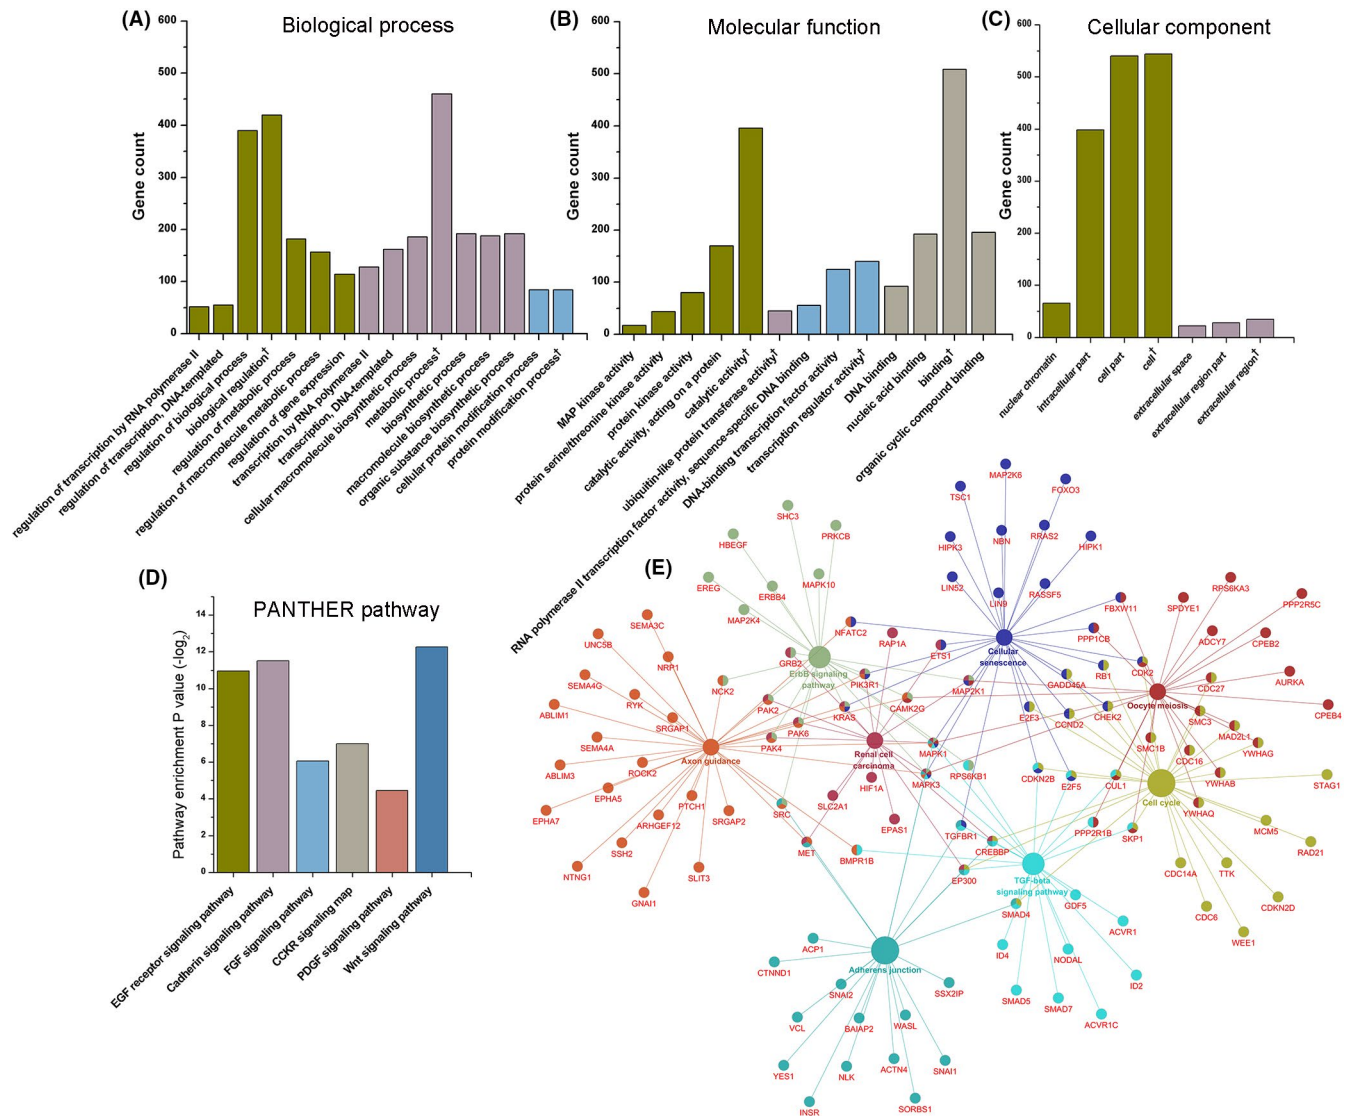 (A)
Biological process
Gene count
600
500
400
300
200
100
0
regulation of transcription by RNA polymerase II
regulation of transcription, DNA-templated
regulation of biological process
biological regulation†
regulation of metabolic process
regulation of macromolecule metabolic process
regulation of gene expression
transcription by RNA polymerase II
transcription, DNA-templated
cellular macromolecule biosynthetic process
metabolic process†
biosynthetic process
macromolecule biosynthetic process
organic substance biosynthetic process
cellular protein modification process
protein modification process†
(B)
Molecular function
Gene count
600
500
400
300
200
100
0
MAP kinase activity
protein serine/threonine kinase activity
protein kinase activity
catalytic activity, acting on a protein
catalytic activity†
ubiquitin-like protein transferase activity†
RNA polymerase II transcription factor activity, sequence-specific DNA binding
DNA-binding transcription factor activity
transcription regulator activity†
DNA binding
nucleic acid binding
binding†
organic cyclic compound binding
(C)
Cellular component
Gene count
600
500
400
300
200
100
0
nuclear chromatin
intracellular part
cell part
cell†
extracellular space
extracellular region part
extracellular region†
(D)
PANTHER pathway
Pathway enrichment P value (-log2)
14
12
10
8
6
4
2
0
EGF receptor signaling pathway
Cadherin signaling pathway
FGF signaling pathway
CCKR signaling map
PDGF signaling pathway
Wnt signaling pathway
(E)
MAP2K6
TSC1
FOXO3
SHC3
PRKCB
HBEGF
HIPK3
NBN
RRAS2
HIPK1
EREG
ERBB4
MAPK10
LIN52
LIN9
RASSF5
MAP2K4
NFATC2
RAP1A
ETS1
FBXW11
PPP1CB
SPDYE1
RPS6KA3
PPP2R5C
ADCY7
CPEB2
AURKA
CPEB4
SEMA3C
UNC5B
NRP1
SEMA4G
RYK
ABLIM1
SRGAP1
SEMA4A
ABLIM3
ROCK2
EPHA5
EPHA7
PTCH1
ARHGEF12
SRGAP2
SSH2
NTNG1
SLIT3
GNAI1
Axon guidance
GRB2
ErbB signaling
pathway
NCK2
PIK3R1
PAK2
KRAS
CAMK2G
PAK6
PAK4
MAP2K1
Cellular
senescence
GADD45A
RB1
CDK2
E2F3
CCND2
CHEK2
Oocyte meiosis
CDC27
SMC3
MAD2L1
YWHAG
SMC1B
CDC16
YWHAB
YWHAQ
Renal cell
carcinoma
MAPK1
MAPK3
RPS6KB1
HIF1A
SLC2A1
EPAS1
SRC
MET
BMPR1B
TGFBR1
CREBBP
EP300
CDKN2B
E2F5
CUL1
PPP2R1B
SKP1
Cell cycle
STAG1
MCM5
RAD21
CDC14A
TTK
CDKN2D
CDC6
WEE1
TGF-beta
signaling pathway
SMAD4
GDF5
ACVR1
ID4
NODAL
ID2
SMAD5
SMAD7
ACVR1C
Adherens junction
ACP1
CTNND1
SNAI2
SSX2IP
VCL
BAIAP2
WASL
YES1
NLK
ACTN4
SNAI1
INSR
SORBS1